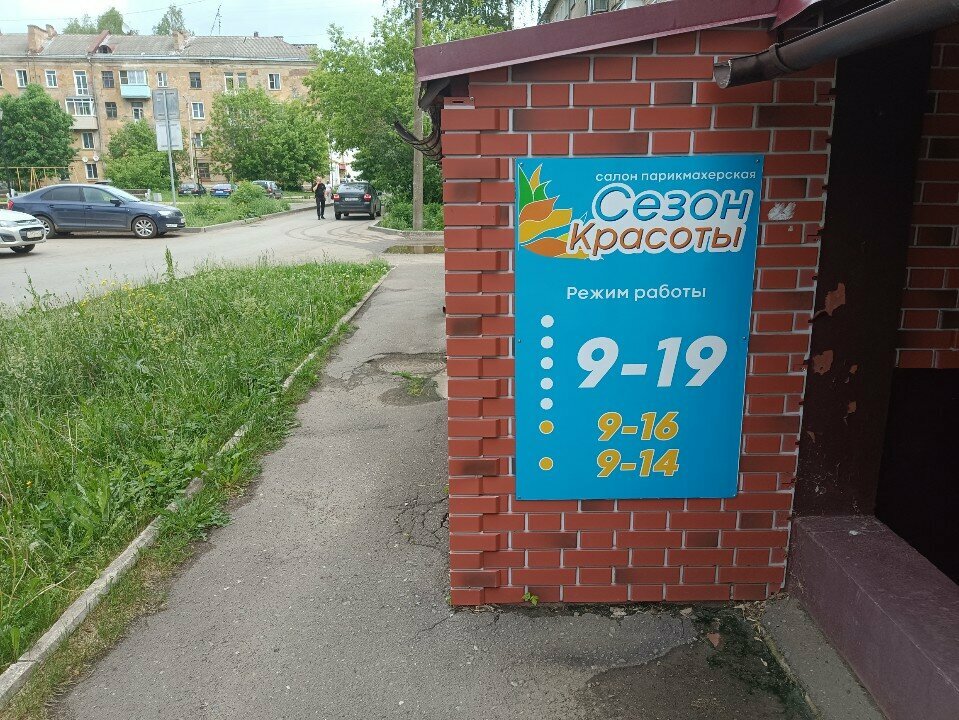 салон парикмахерская
Сезон
Красоты
Режим работы
9-19
9-16
9-14